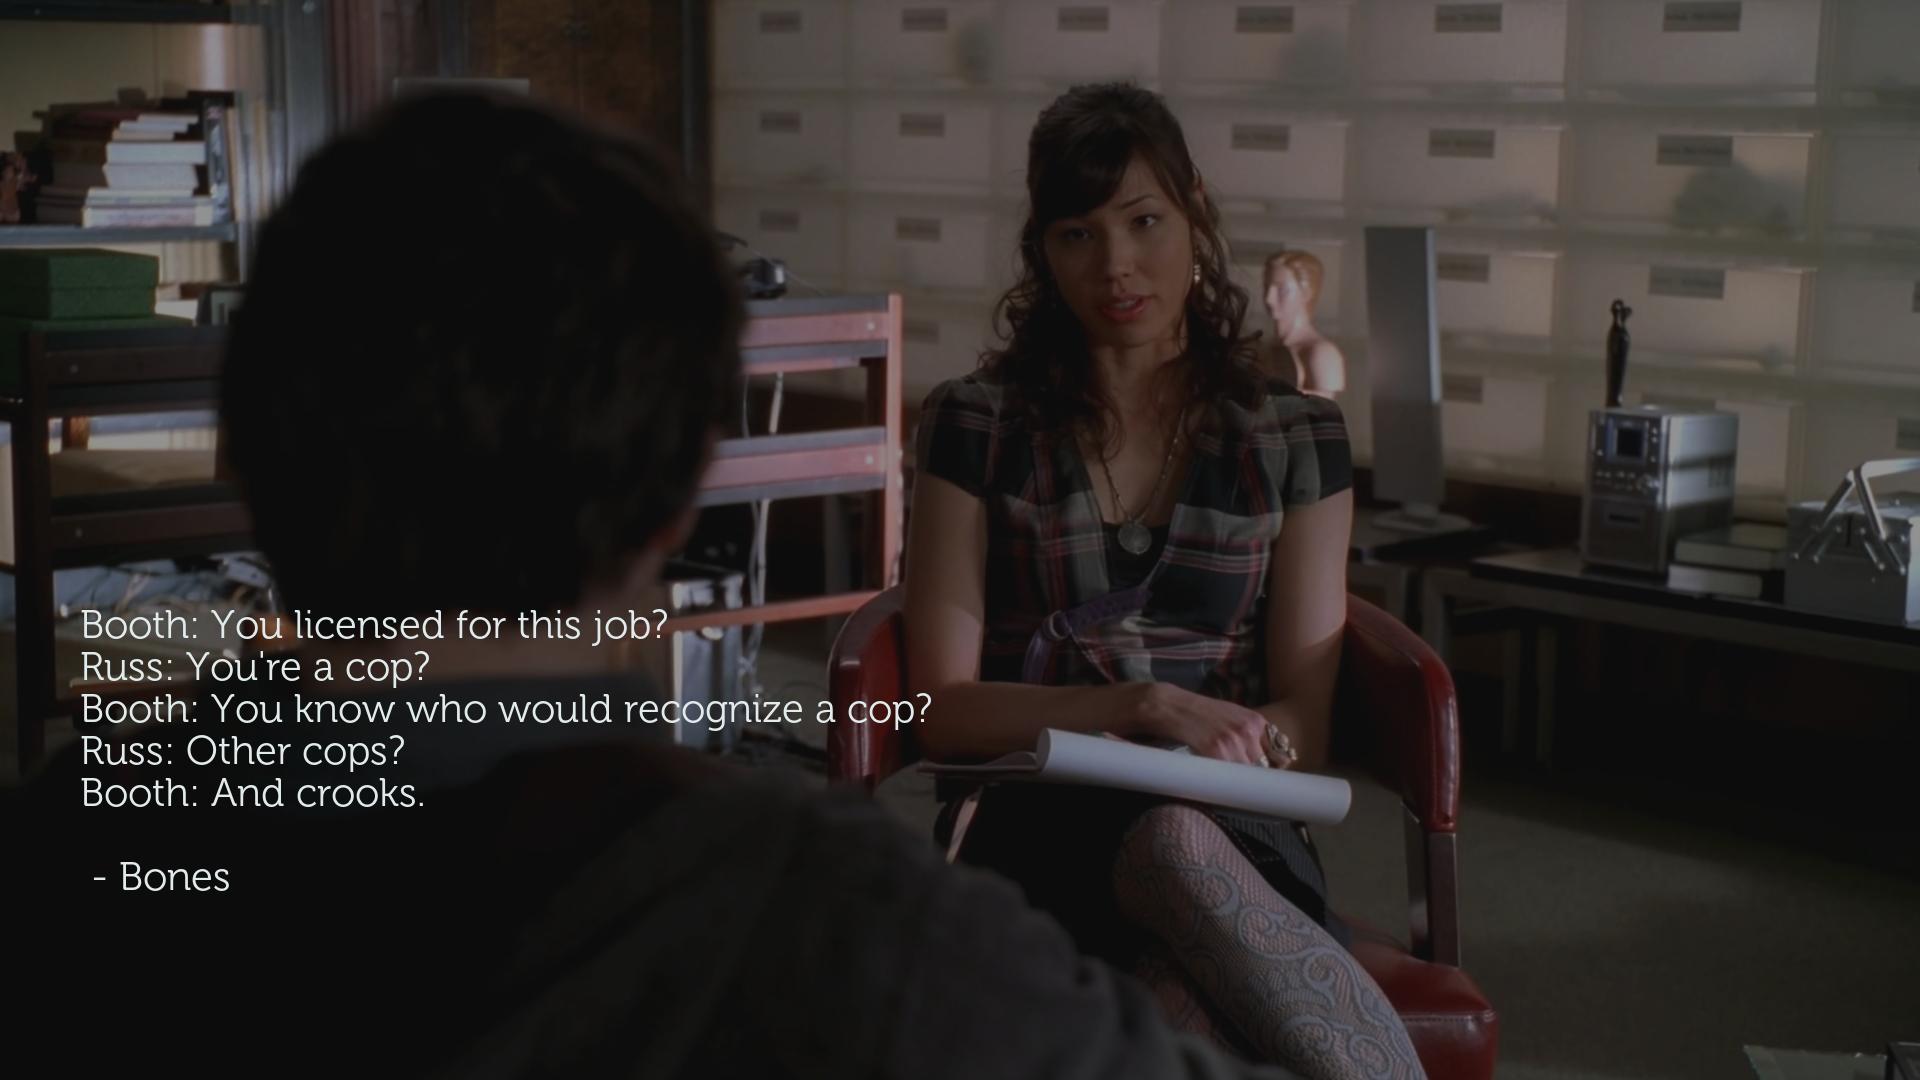 Booth: You licensed for this job?
Russ: You're a cop?
Booth: You know who would recognize a cop?
Russ: Other cops?
Booth: And crooks.
- Bones